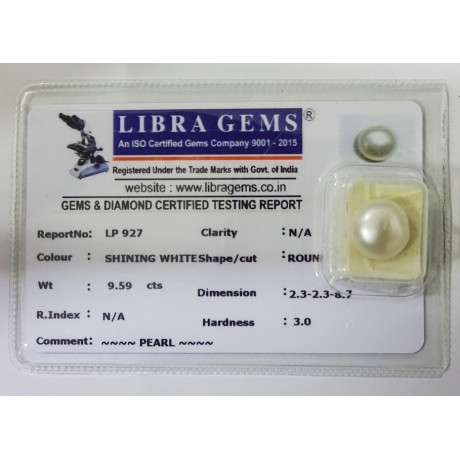 LIBRA GEMS ®
An ISO Certified Gems Company 9001 - 2015
Registered Under the Trade Marks with Govt. of India
website : www.libragems.co.in
GEMS & DIAMOND CERTIFIED TESTING REPORT
ReportNo: LP 927 Clarity : N/A
Colour : SHINING WHITE Shape/cut : ROUN
Wt : 9.59 cts Dimension : 2.3-2.3-8.7
R.Index : N/A Hardness : 3.0
Comment: ~~~~ PEARL ~~~~